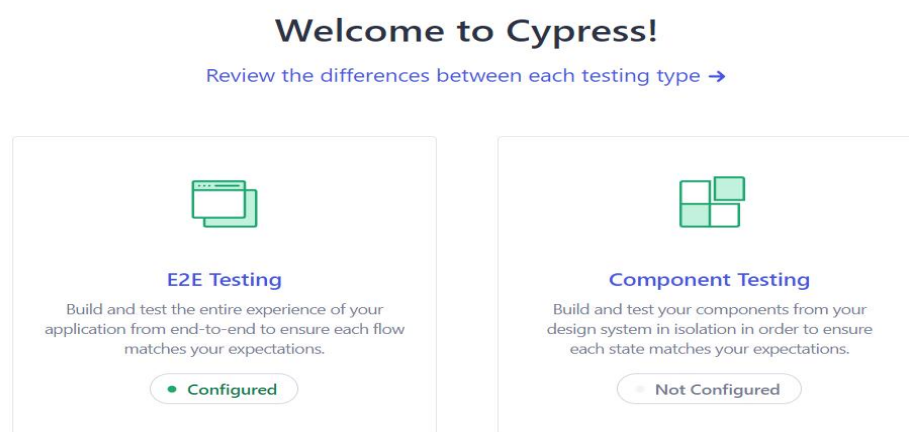 Welcome to Cypress!
Review the differences between each testing type →
E2E Testing
Build and test the entire experience of your
application from end-to-end to ensure each flow
matches your expectations.
Configured
Component Testing
Build and test your components from your
design system in isolation in order to ensure
each state matches your expectations.
Not Configured